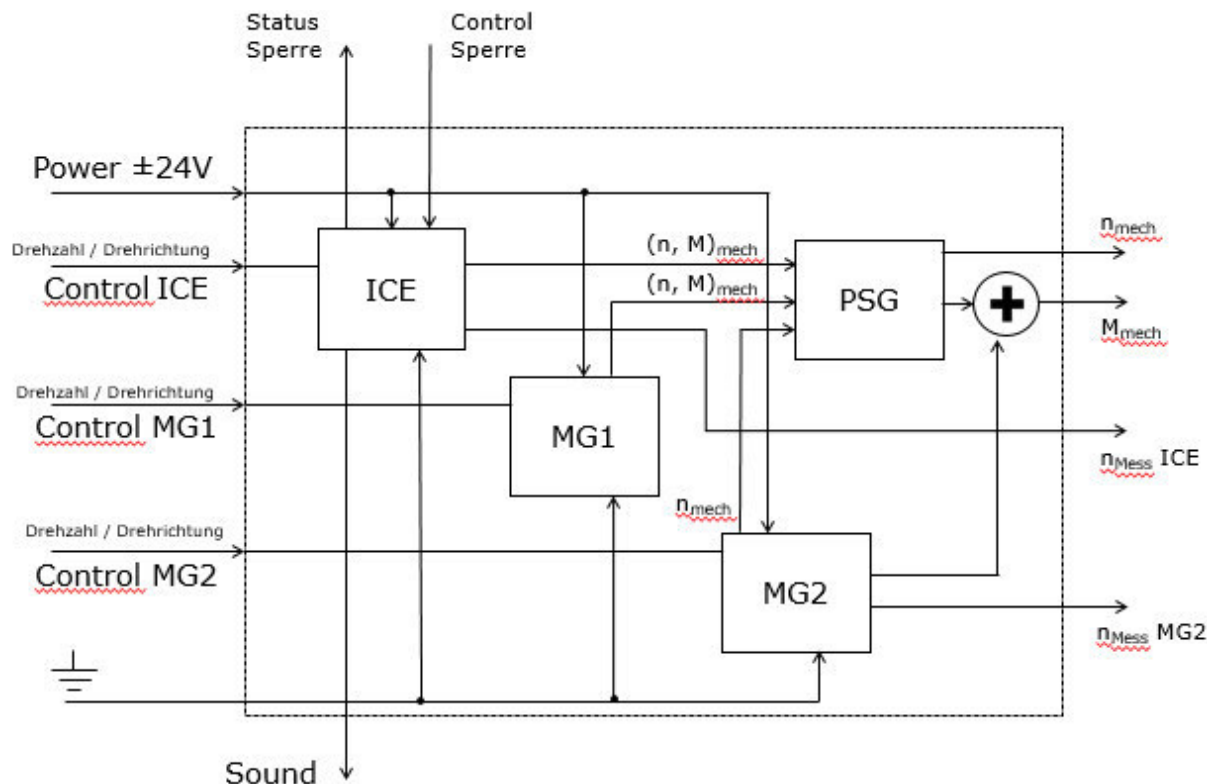 Status
Sperre
Control
Sperre
Power ±24V
Drehzahl / Drehrichtung
Control ICE
ICE
(n, M)mech
(n, M)mech
PSG
nmech
Mmech
Drehzahl / Drehrichtung
Control MG1
MG1
nMess ICE
nmech
Drehzahl / Drehrichtung
Control MG2
MG2
nMess MG2
Sound